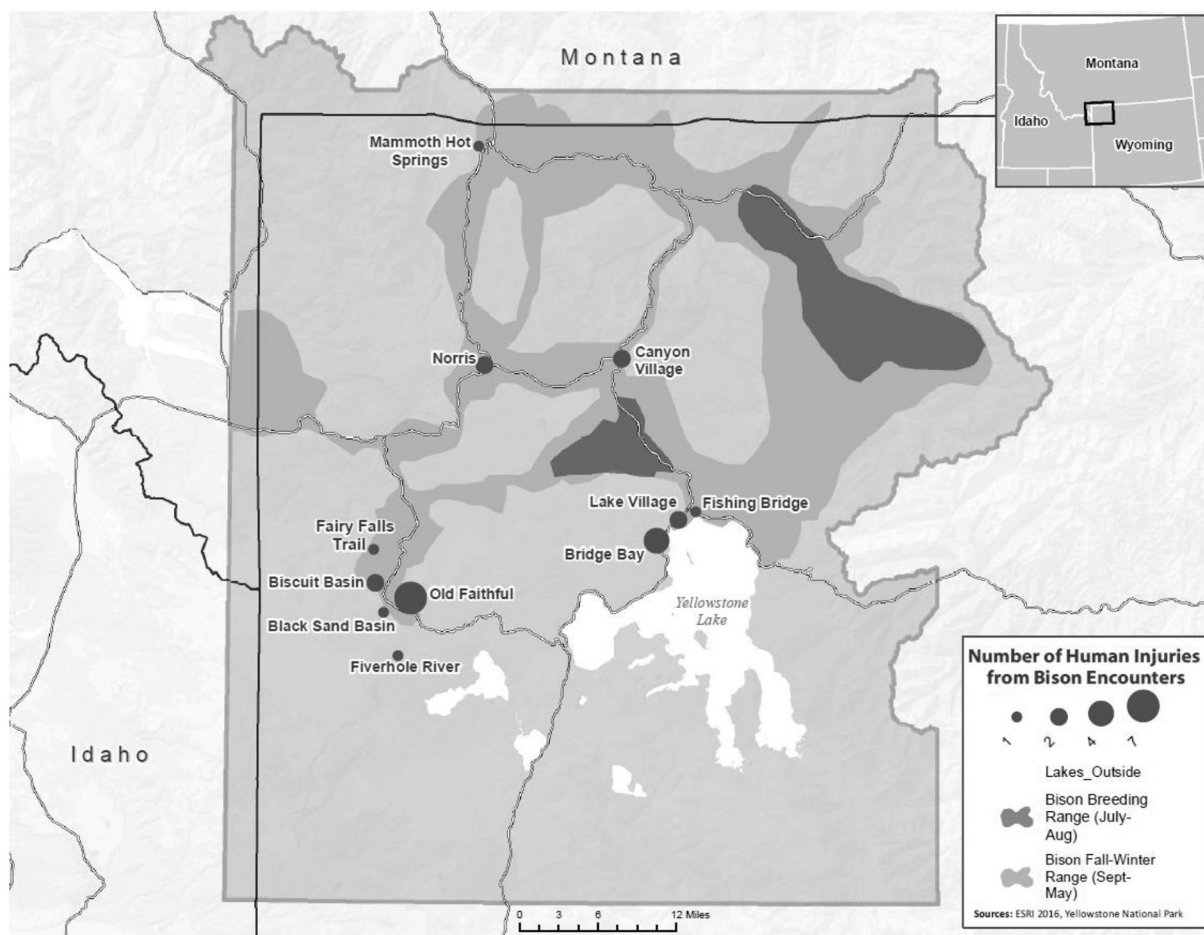 Montana
Montana
Idaho
Wyoming
Mammoth Hot
Springs
Norris
Canyon
Village
Lake Village
Fishing Bridge
Fairy Falls
Trail
Bridge Bay
Biscuit Basin
Old Faithful
Yellowstone
Lake
Black Sand Basin
Fiverhole River
Idaho
Number of Human Injuries
from Bison Encounters
1 2 4 7
Lakes_Outside
Bison Breeding
Range (July-
Aug)
Bison Fall-Winter
Range (Sept-
May)
Sources: ESRI 2016, Yellowstone National Park
0 3 6 12 Miles